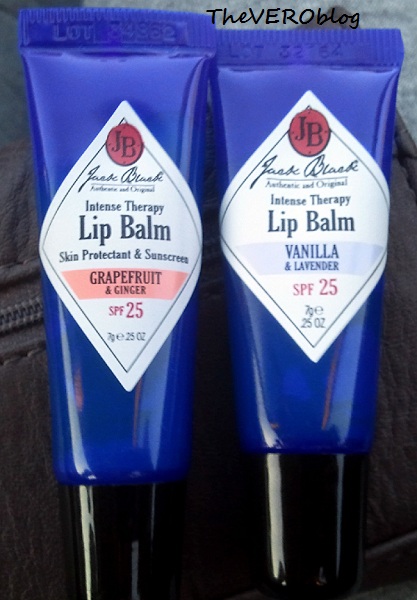 TheVEROblog
JB
Jack Black
Authentic and Original
Intense Therapy
Lip Balm
Skin Protectant & Sunscreen
GRAPEFRUIT
& GINGER
SPF 25
7g e .25 OZ
JB
Jack Black
Authentic and Original
Intense Therapy
Lip Balm
VANILLA
& LAVENDER
SPF 25
7g e
.25 OZ